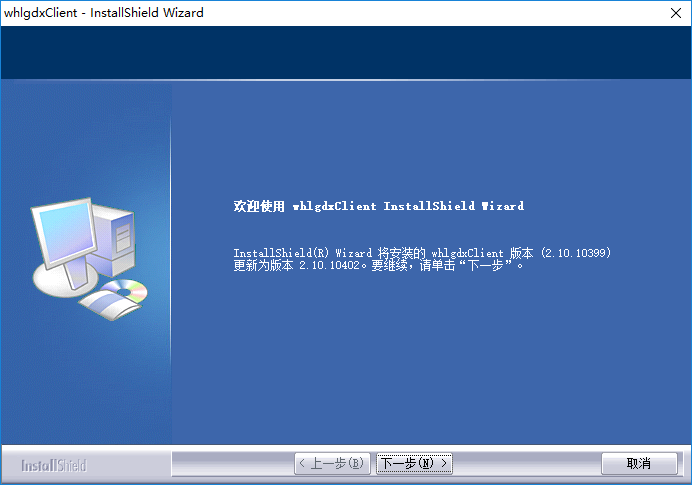 whlgdxClient - InstallShield Wizard
欢迎使用 whlgdxClient InstallShield Wizard
InstallShield(R) Wizard 将安装的 whlgdxClient 版本 (2.10.10399)
更新为版本 2.10.10402。要继续，请单击“下一步”。
InstallShield
< 上一步(B)
下一步(N) >
取消